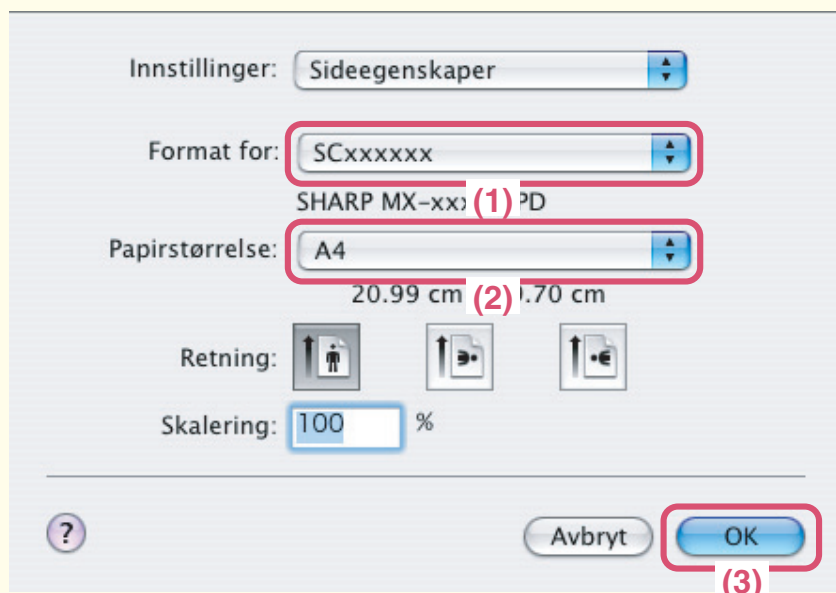 Innstillinger: Sideegenskaper
Format for: SCxxxxxx
(1)
SHARP MX-xxx PD
Papirstørrelse: A4
(2)
20.99 cm .70 cm
Retning:
Skalering: 100 %
? Avbryt OK
(3)